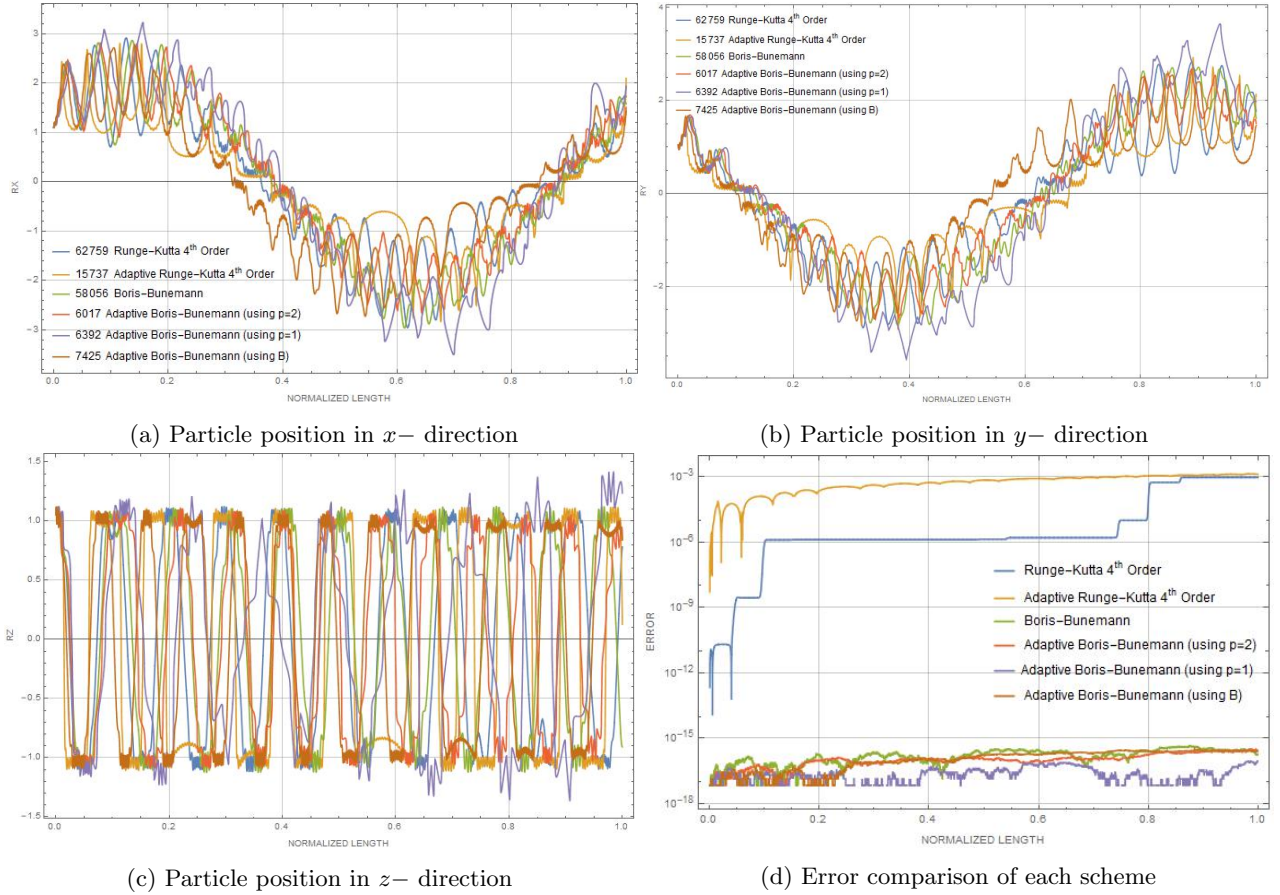 3
2
1
0
−1
−2
−3
RX
62759 Runge−Kutta 4th Order
15737 Adaptive Runge−Kutta 4th Order
58056 Boris−Bunemann
6017 Adaptive Boris−Bunemann (using p=2)
6392 Adaptive Boris−Bunemann (using p=1)
7425 Adaptive Boris−Bunemann (using B)
0.0 0.2 0.4 0.6 0.8 1.0
NORMALIZED LENGTH
(a) Particle position in x− direction
62759 Runge−Kutta 4th Order
15737 Adaptive Runge−Kutta 4th Order
58056 Boris−Bunemann
6017 Adaptive Boris−Bunemann (using p=2)
6392 Adaptive Boris−Bunemann (using p=1)
7425 Adaptive Boris−Bunemann (using B)
4
2
0
−2
RY
0.0 0.2 0.4 0.6 0.8 1.0
NORMALIZED LENGTH
(b) Particle position in y− direction
1.5
1.0
0.5
0.0
−0.5
−1.0
−1.5
RZ
0.0 0.2 0.4 0.6 0.8 1.0
NORMALIZED LENGTH
(c) Particle position in z− direction
10−3
10−6
10−9
10−12
10−15
10−18
ERROR
Runge−Kutta 4th Order
Adaptive Runge−Kutta 4th Order
Boris−Bunemann
Adaptive Boris−Bunemann (using p=2)
Adaptive Boris−Bunemann (using p=1)
Adaptive Boris−Bunemann (using B)
0.0 0.2 0.4 0.6 0.8 1.0
NORMALIZED LENGTH
(d) Error comparison of each scheme